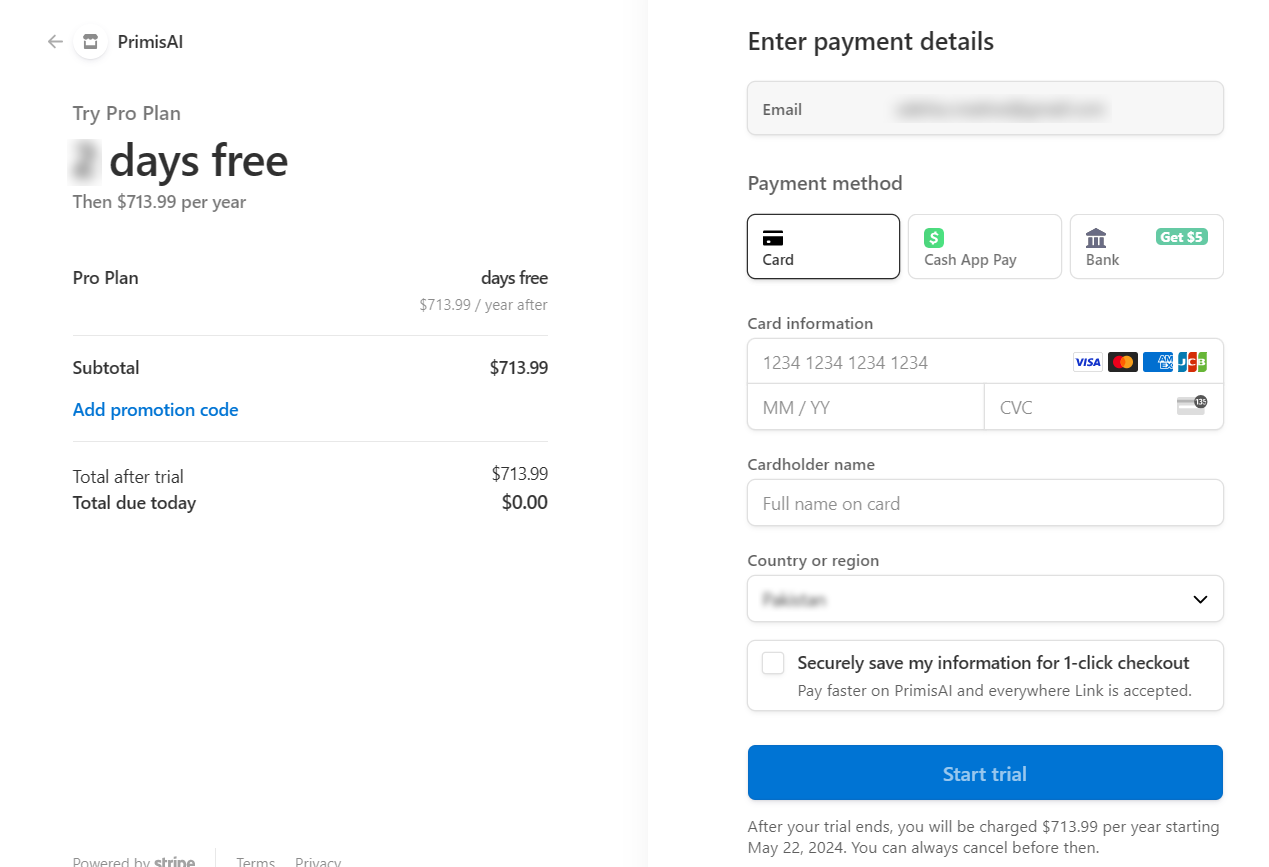 PrimisAI
Try Pro Plan
days free
Then $713.99 per year
Pro Plan
days free
$713.99 / year after
Subtotal
$713.99
Add promotion code
Total after trial
$713.99
Total due today
$0.00
Powered by stripe
Terms
Privacy
Enter payment details
Email
Payment method
Card
$
Cash App Pay
Get $5
Bank
Card information
1234 1234 1234 1234
VISA
AM EX
JCB
MM / YY
CVC
135
Cardholder name
Full name on card
Country or region
Securely save my information for 1-click checkout
Pay faster on PrimisAI and everywhere Link is accepted.
Start trial
After your trial ends, you will be charged $713.99 per year starting
May 22, 2024. You can always cancel before then.